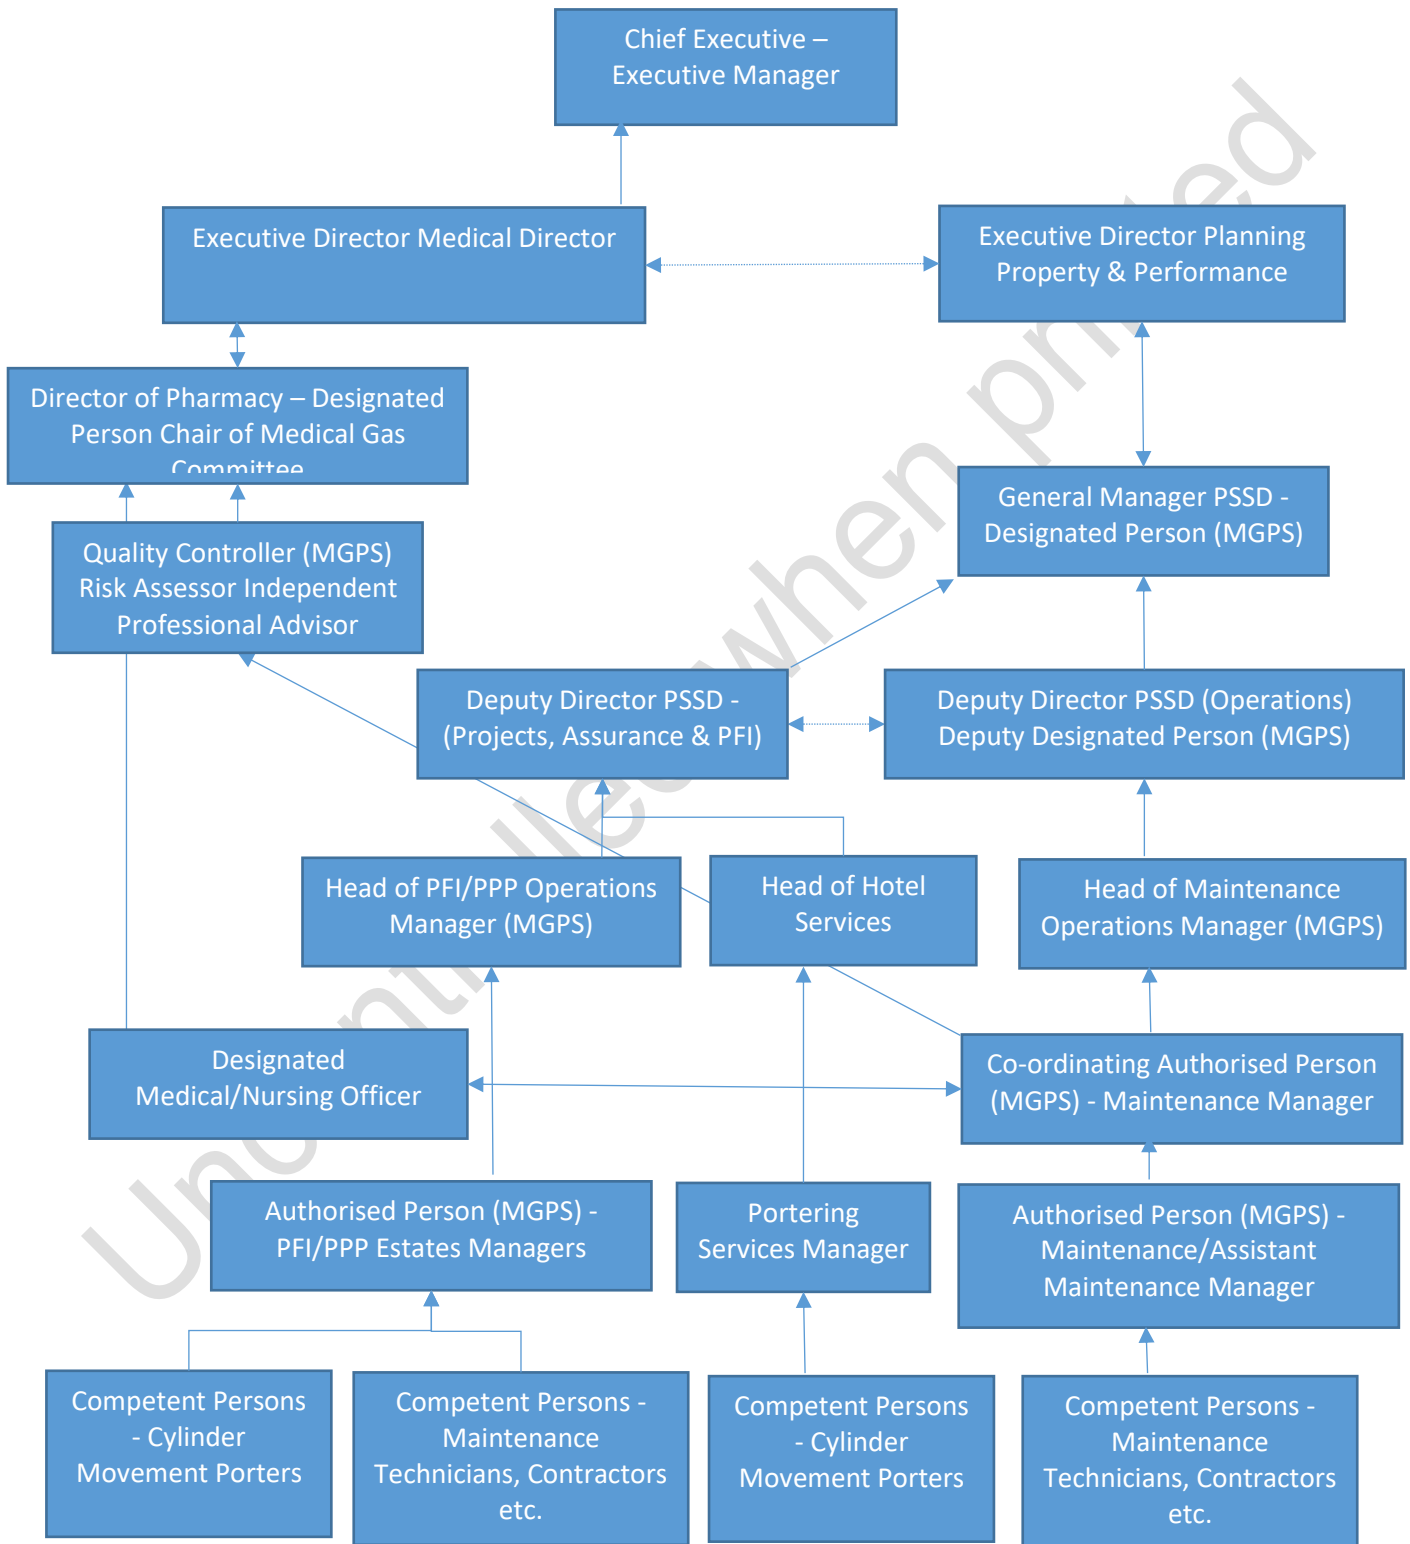 Chief Executive –
Executive Manager
Executive Director Medical Director
Executive Director Planning
Property & Performance
Director of Pharmacy – Designated
Person Chair of Medical Gas
Committee
General Manager PSSD -
Designated Person (MGPS)
Quality Controller (MGPS)
Risk Assessor Independent
Professional Advisor
Deputy Director PSSD -
(Projects, Assurance & PFI)
Deputy Director PSSD (Operations)
Deputy Designated Person (MGPS)
Head of PFI/PPP Operations
Manager (MGPS)
Head of Hotel
Services
Head of Maintenance
Operations Manager (MGPS)
Designated
Medical/Nursing Officer
Co-ordinating Authorised Person
(MGPS) - Maintenance Manager
Authorised Person (MGPS) -
PFI/PPP Estates Managers
Portering
Services Manager
Authorised Person (MGPS) -
Maintenance/Assistant
Maintenance Manager
Competent Persons
- Cylinder
Movement Porters
Competent Persons -
Maintenance
Technicians, Contractors
etc.
Competent Persons
- Cylinder
Movement Porters
Competent Persons -
Maintenance
Technicians, Contractors
etc.
Uncontrolled when printed